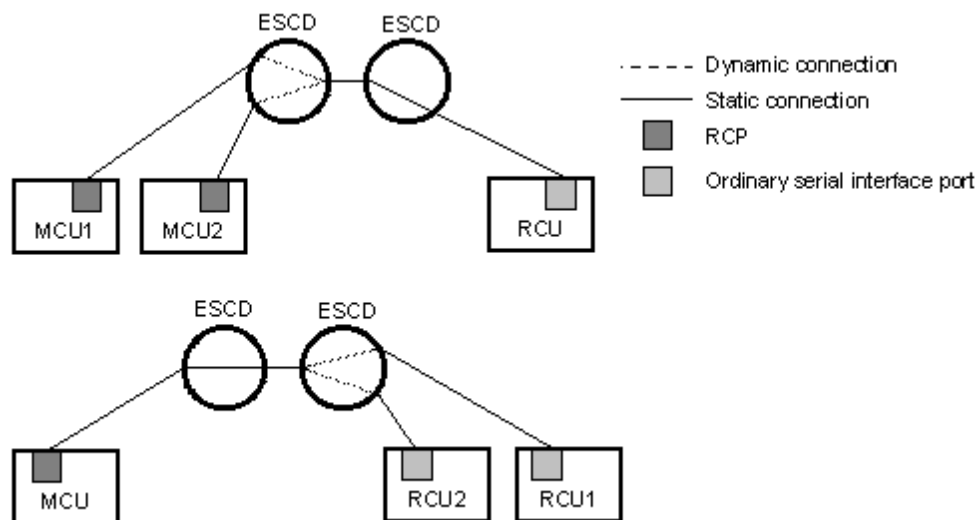 ESCD ESCD
Dynamic connection
Static connection
RCP
Ordinary serial interface port
MCU1 MCU2 RCU
ESCD ESCD
MCU RCU2 RCU1